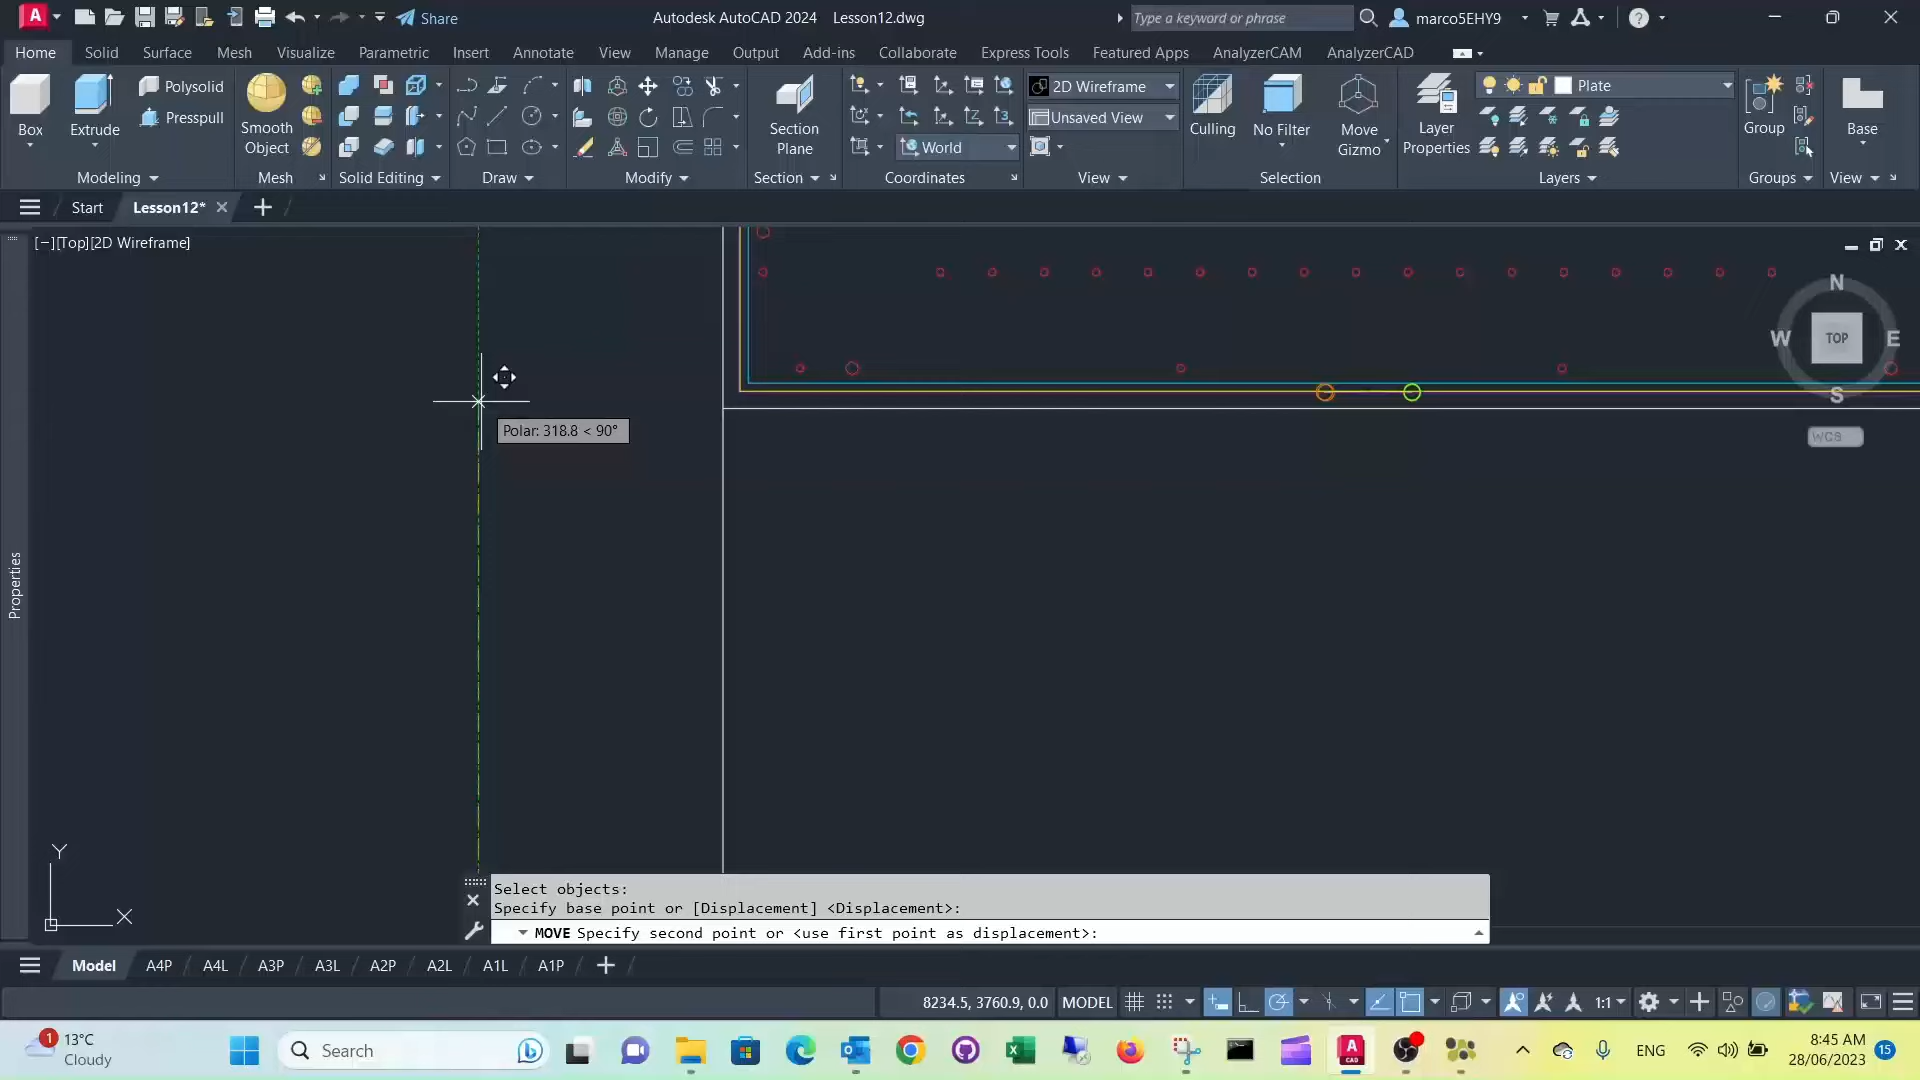 Share
Autodesk AutoCAD 2024 Lesson12.dwg
Type a keyword or phrase
marco5EHY9
Home Solid Surface Mesh Visualize Parametric Insert Annotate View Manage Output Add-ins Collaborate Express Tools Featured Apps AnalyzerCAM AnalyzerCAD
Box
Extrude
Polysolid
Presspull
Smooth
Object
Section
Plane
World
2D Wireframe
Unsaved View
Culling
No Filter
Move
Gizmo
Layer
Properties
Plate
Group
Base
Modeling Mesh Solid Editing Draw Modify Section Coordinates View Selection Layers Groups View
Start Lesson12*
[−][Top][2D Wireframe]
N
W TOP E
S
WCS
Polar: 318.8 < 90°
Properties
Y
X
Select objects:
Specify base point or [Displacement] <Displacement>:
MOVE Specify second point or <use first point as displacement>:
Model A4P A4L A3P A3L A2P A2L A1L A1P
8234.5, 3760.9, 0.0 MODEL 1:1
1
13°C
Cloudy
Search
CAD
ENG
8:45 AM
28/06/2023
15